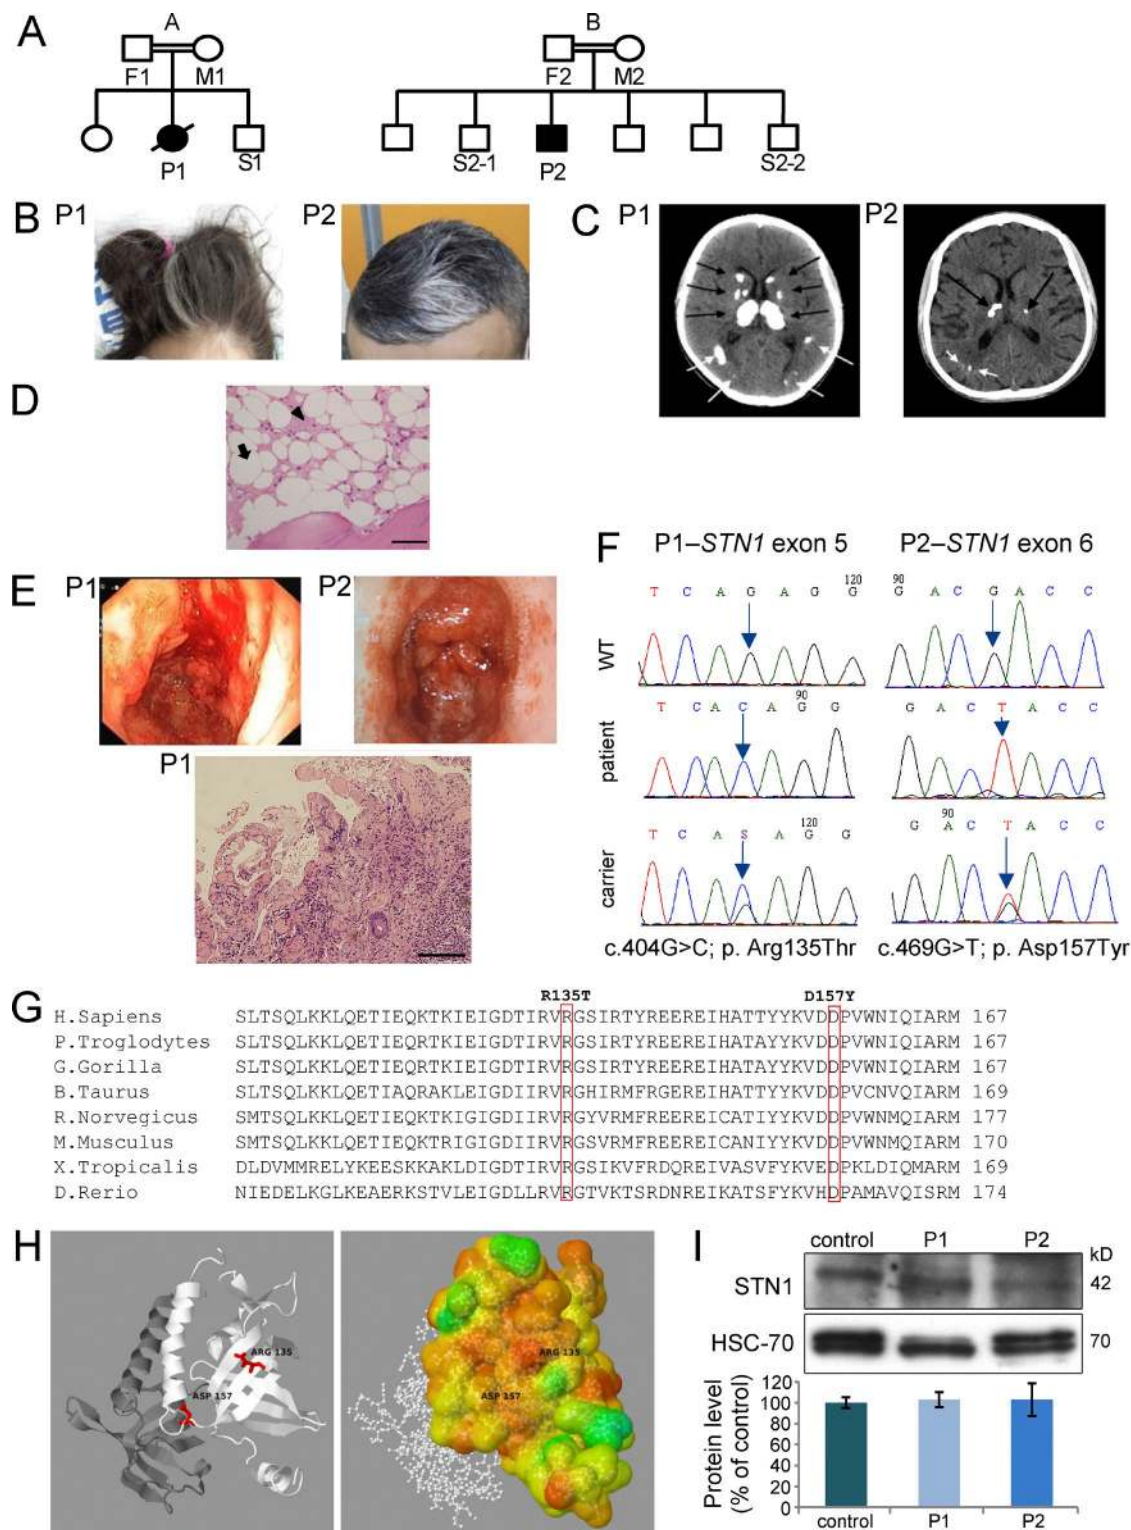 A
A
B
F1
M1
F2
M2
P1
S1
S2-1
P2
S2-2
B
P1
P2
C
P1
P2
D
E
P1
P2
P1
F
P1–STN1 exon 5
P2–STN1 exon 6
WT
T C A G A G G
120
90
G A C G A C C
patient
T C A C A G G
90
G A C T A C C
carrier
T C A S A G G
120
90
G A C T A C C
c.404G>C; p. Arg135Thr
c.469G>T; p. Asp157Tyr
G
R135T
D157Y
H.Sapiens SLTSQLKKLQETIEQKTKIEIGDTIRVRGSIRTYREEREIHATTYYKVDDPVWNIQIARM 167
P.Troglodytes SLTSQLKKLQETIEQKTKIEIGDTIRVRGSIRTYREEREIHATAYYKVDDPVWNIQIARM 167
G.Gorilla SLTSQLKKLQETIEQKTKIEIGDTIRVRGSIRTYREEREIHATTYYKVDDPVWNIQIARM 167
B.Taurus SLTSQLKKLQETIAQRAKLEIGDIIRVRGHIRMFRGEREIHATTYYKVDDPVCNVQIARM 169
R.Norvegicus SMTSQLKKLQETIEQKTKIGIGDIIRVRGYVRMFREEREICATIYYKVDDPVWNMQIARM 177
M.Musculus SMTSQLKKLQETIEQKTRIGIGDIIRVRGSVRMFREEREICANIYYKVDDPVWNMQIARM 170
X.Tropicalis DLDVMMRELYKEESKKAKLDIGDTIRVRGSIKVFRDQREIVASVFYKVEDPKLDIQMARM 169
D.Rerio NIEDELKGLKEAERKSTVLEIGDLLRVRGTVKTSRDNREIKATSFYKVHDPAMAVQISRM 174
H
ARG 135
ASP 157
ARG 135
ASP 157
I
control
P1
P2
kD
STN1
42
HSC-70
70
Protein level
(% of control)
120
100
80
60
40
20
0
control
P1
P2